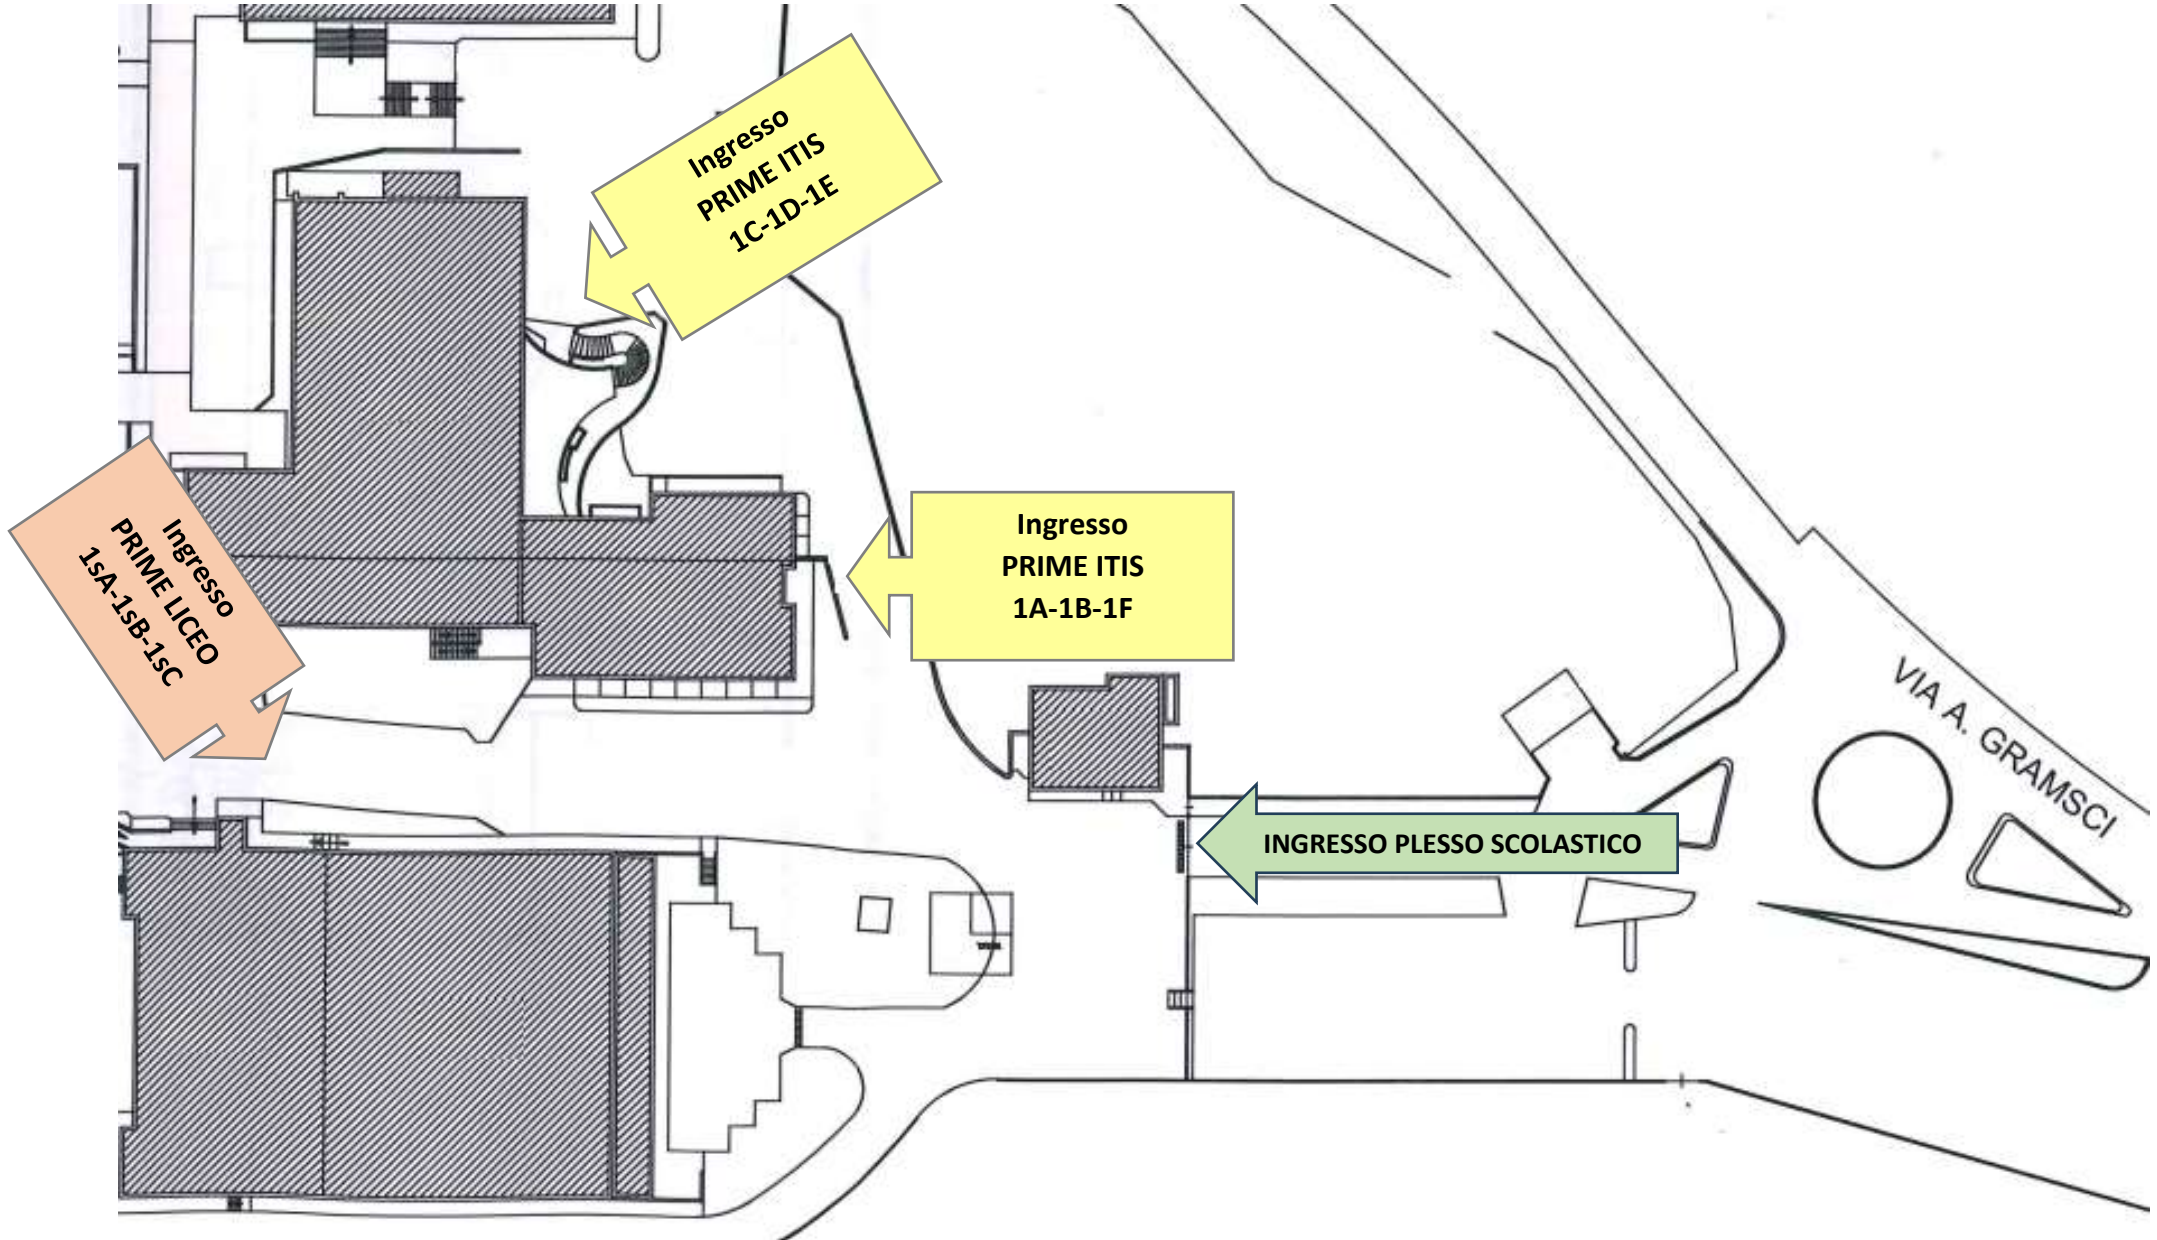 Ingresso
PRIME ITIS
1C-1D-1E
Ingresso
PRIME LICEO
1sA-1sB-1sC
Ingresso
PRIME ITIS
1A-1B-1F
VIA A. GRAMSCI
INGRESSO PLESSO SCOLASTICO